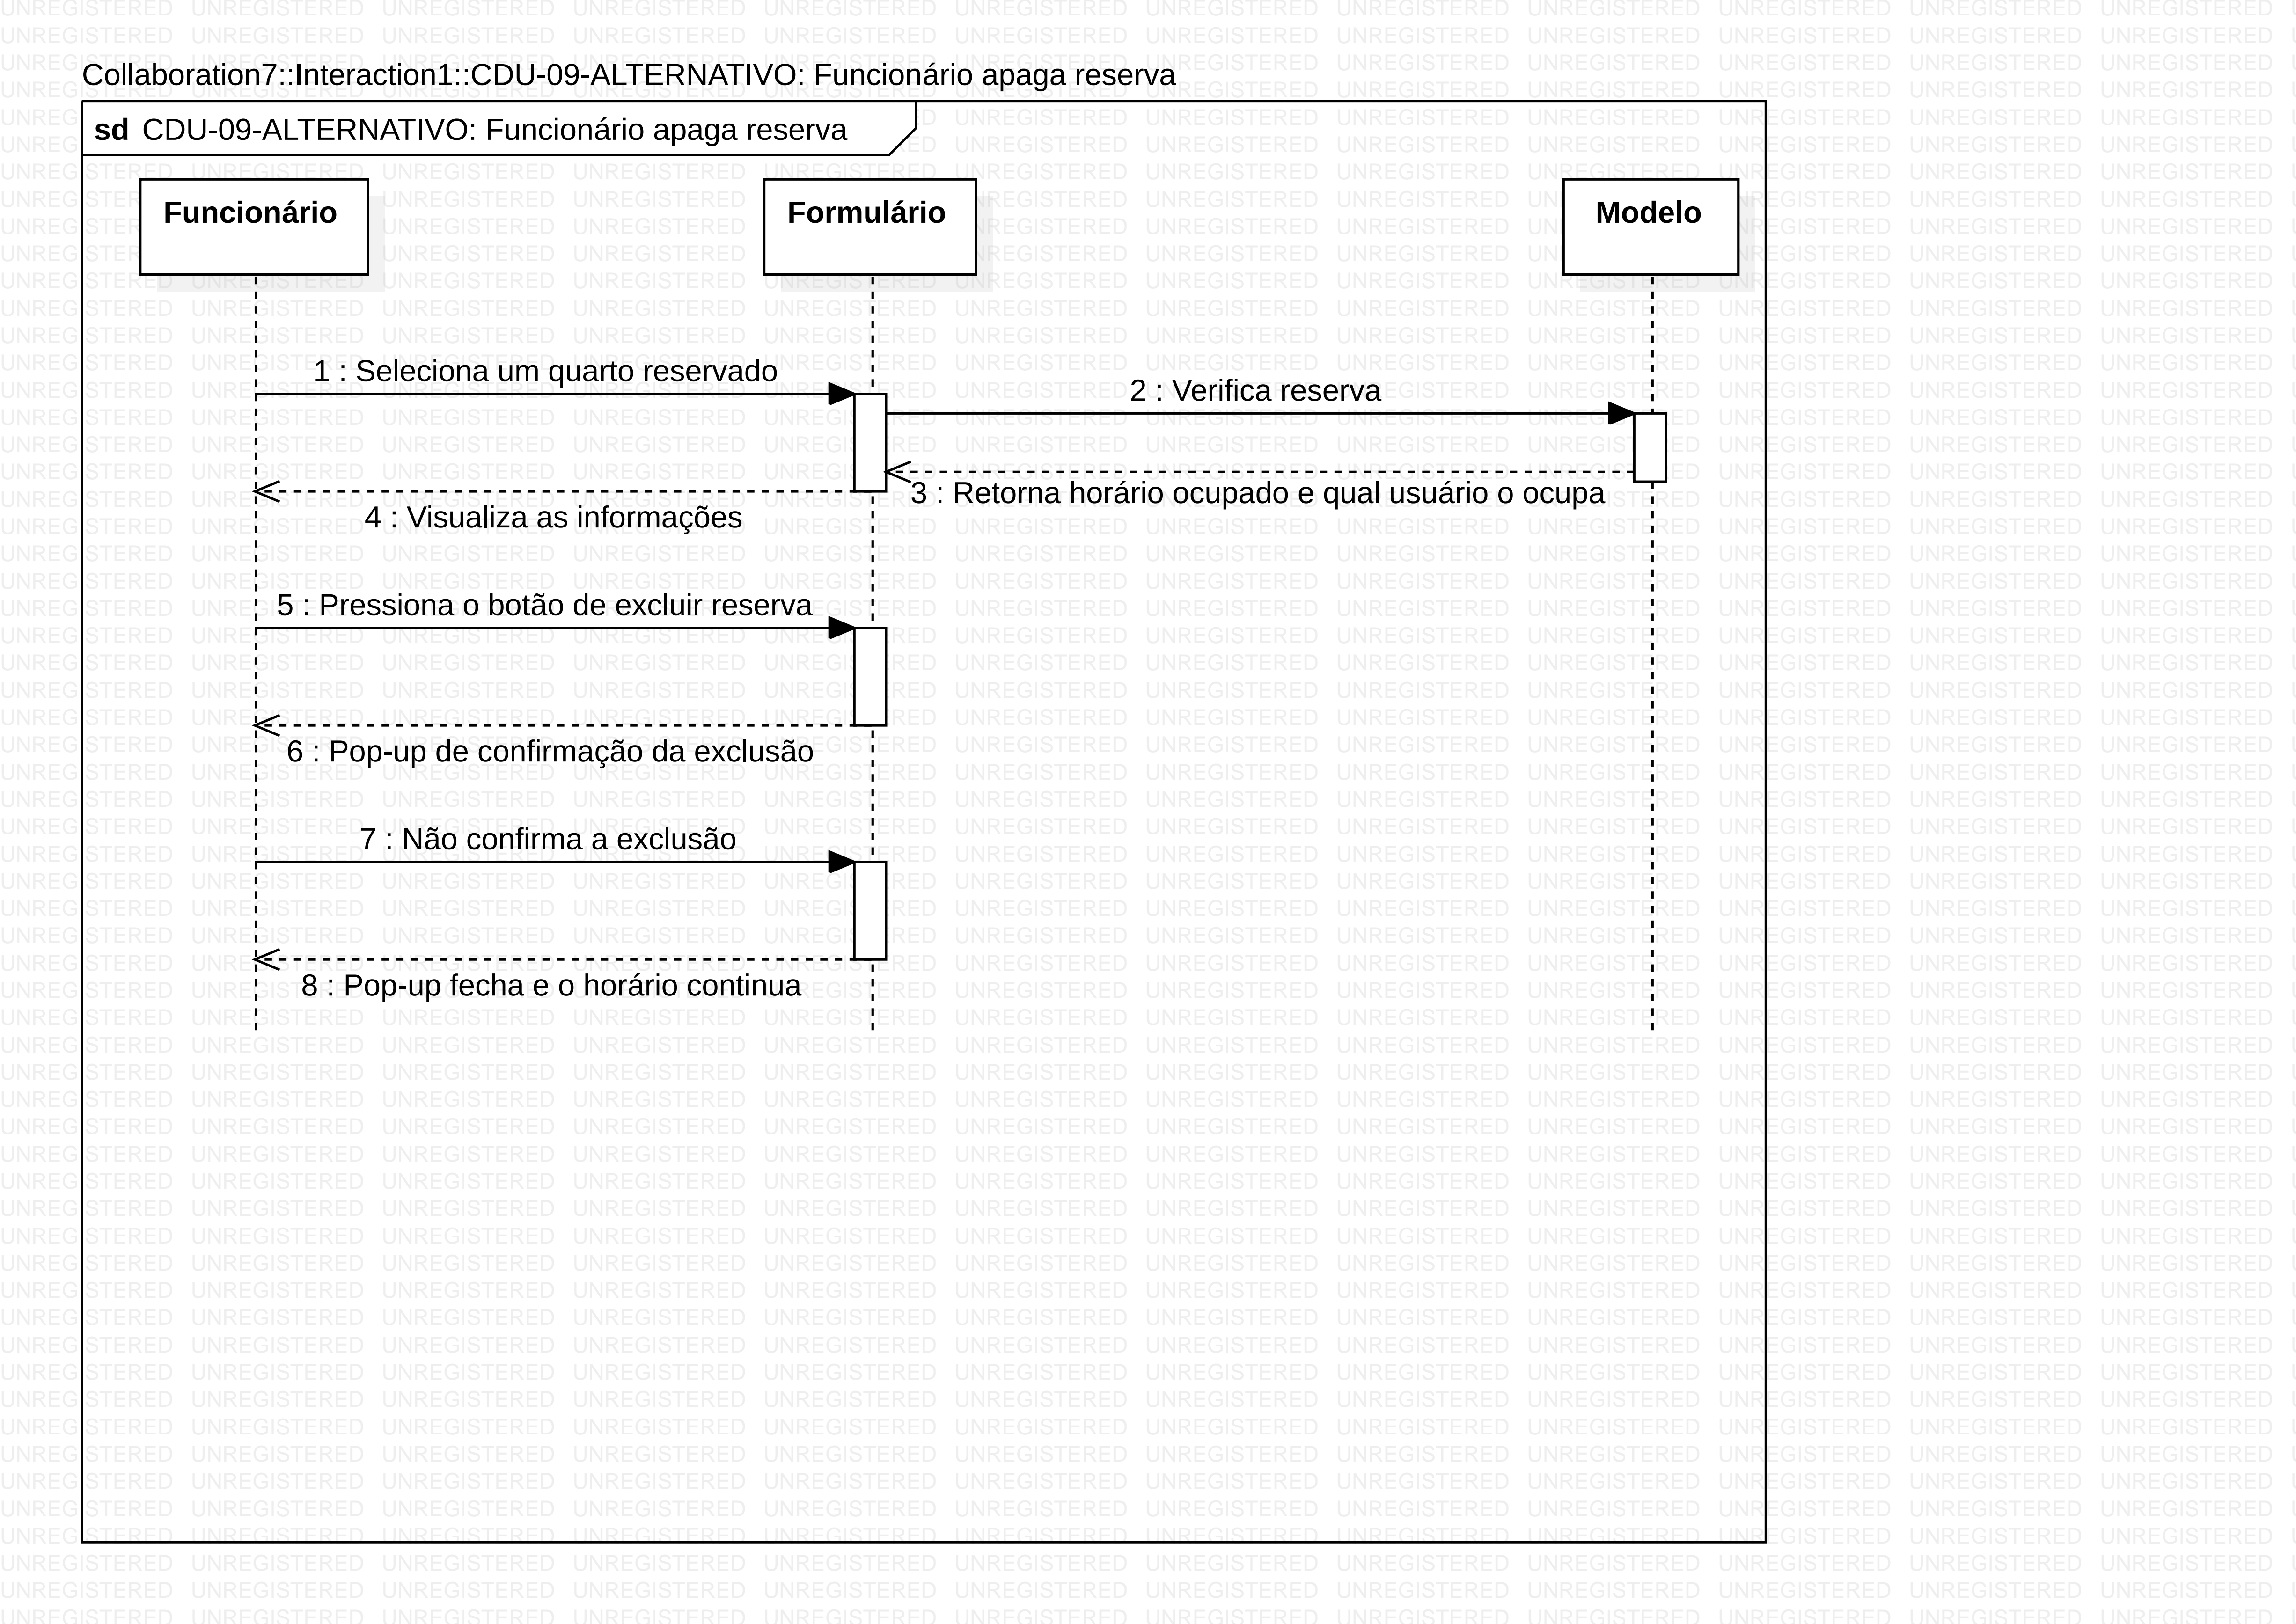 Collaboration7::Interaction1::CDU-09-ALTERNATIVO: Funcionário apaga reserva
sd CDU-09-ALTERNATIVO: Funcionário apaga reserva
Funcionário
Formulário
Modelo
1 : Seleciona um quarto reservado
2 : Verifica reserva
3 : Retorna horário ocupado e qual usuário o ocupa
4 : Visualiza as informações
5 : Pressiona o botão de excluir reserva
6 : Pop-up de confirmação da exclusão
7 : Não confirma a exclusão
8 : Pop-up fecha e o horário continua
UNREGISTERED